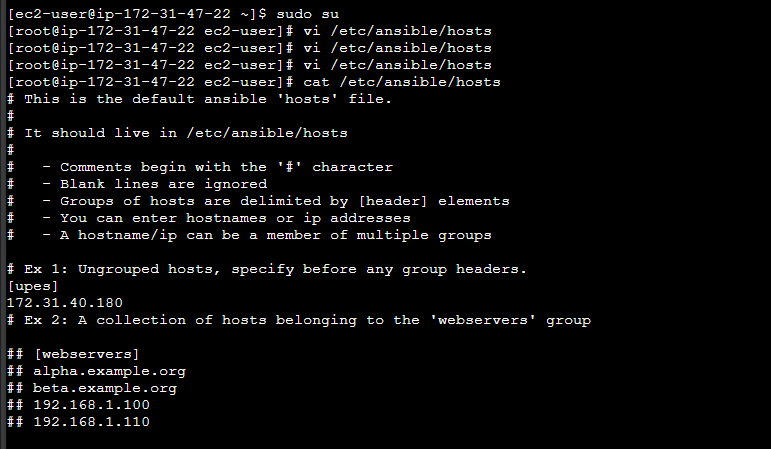 [ec2-user@ip-172-31-47-22 ~]$ sudo su
[root@ip-172-31-47-22 ec2-user]# vi /etc/ansible/hosts
[root@ip-172-31-47-22 ec2-user]# vi /etc/ansible/hosts
[root@ip-172-31-47-22 ec2-user]# vi /etc/ansible/hosts
[root@ip-172-31-47-22 ec2-user]# cat /etc/ansible/hosts
# This is the default ansible 'hosts' file.
#
# It should live in /etc/ansible/hosts
#
#   - Comments begin with the '#' character
#   - Blank lines are ignored
#   - Groups of hosts are delimited by [header] elements
#   - You can enter hostnames or ip addresses
#   - A hostname/ip can be a member of multiple groups
# Ex 1: Ungrouped hosts, specify before any group headers.
[upes]
172.31.40.180
# Ex 2: A collection of hosts belonging to the 'webservers' group
## [webservers]
## alpha.example.org
## beta.example.org
## 192.168.1.100
## 192.168.1.110